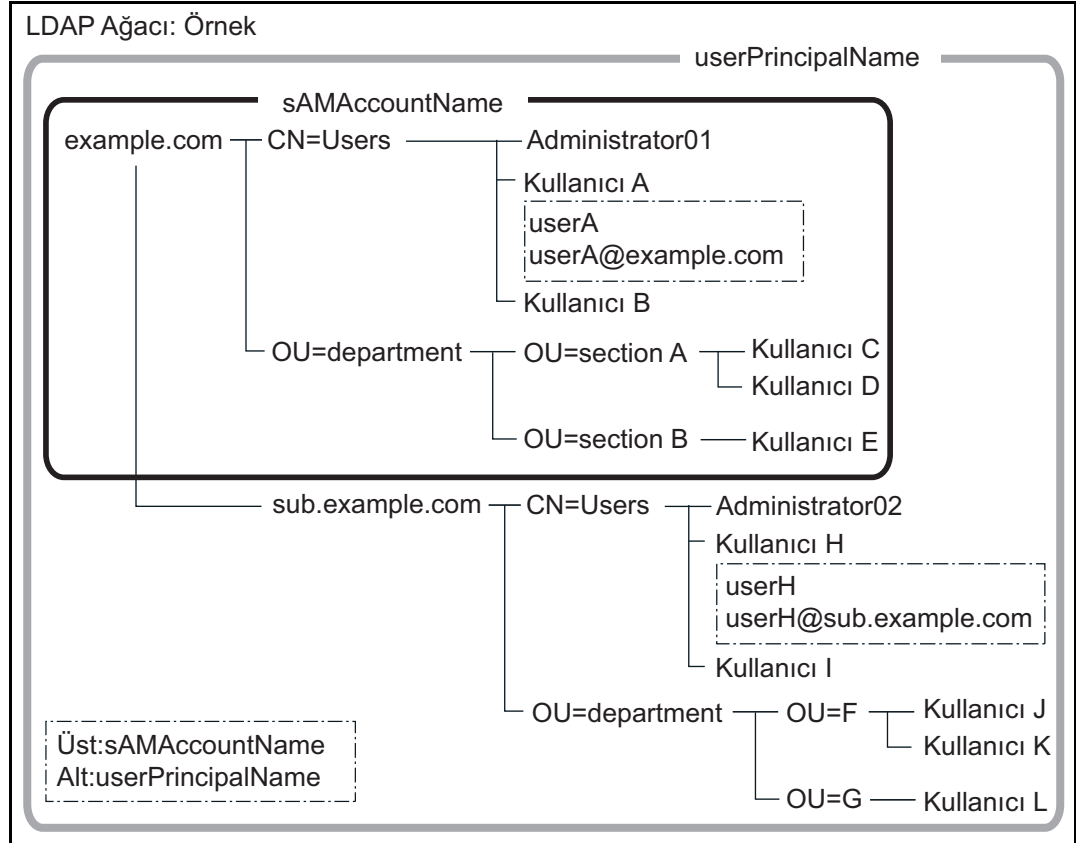 LDAP Ağacı: Örnek
userPrincipalName
sAMAccountName
example.com CN=Users Administrator01
Kullanıcı A
userA
userA@example.com
Kullanıcı B
OU=department OU=section A Kullanıcı C
Kullanıcı D
OU=section B Kullanıcı E
sub.example.com CN=Users Administrator02
Kullanıcı H
userH
userH@sub.example.com
Kullanıcı I
OU=department OU=F Kullanıcı J
Kullanıcı K
OU=G Kullanıcı L
Üst:sAMAccountName
Alt:userPrincipalName